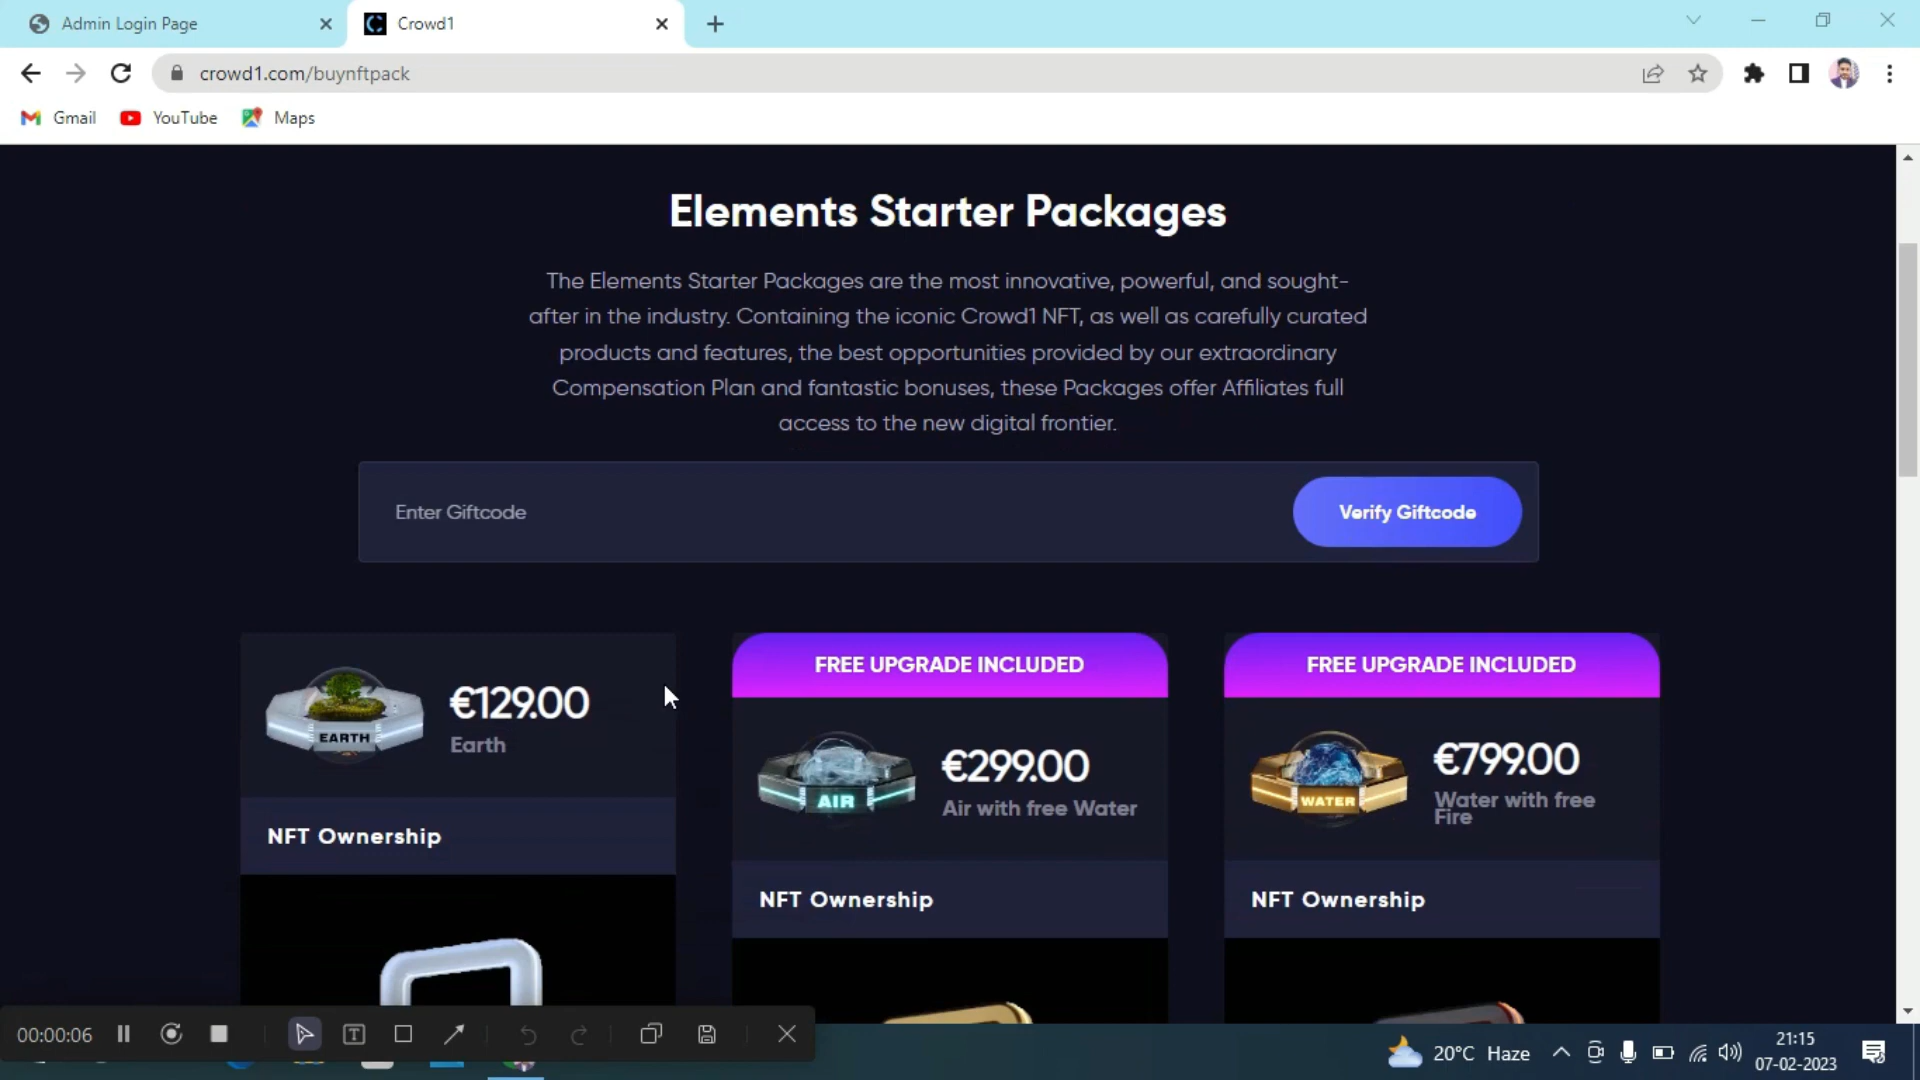 Admin Login Page
Crowd1
crowd1.com/buynftpack
Gmail
YouTube
Maps
Elements Starter Packages
The Elements Starter Packages are the most innovative, powerful, and sought-
after in the industry. Containing the iconic Crowd1 NFT, as well as carefully curated
products and features, the best opportunities provided by our extraordinary
Compensation Plan and fantastic bonuses, these Packages offer Affiliates full
access to the new digital frontier.
Enter Giftcode
Verify Giftcode
EARTH
€129.00
Earth
NFT Ownership
FREE UPGRADE INCLUDED
AIR
€299.00
Air with free Water
NFT Ownership
FREE UPGRADE INCLUDED
WATER
€799.00
Water with free
Fire
NFT Ownership
00:00:06
T
20°C Haze
21:15
07-02-2023